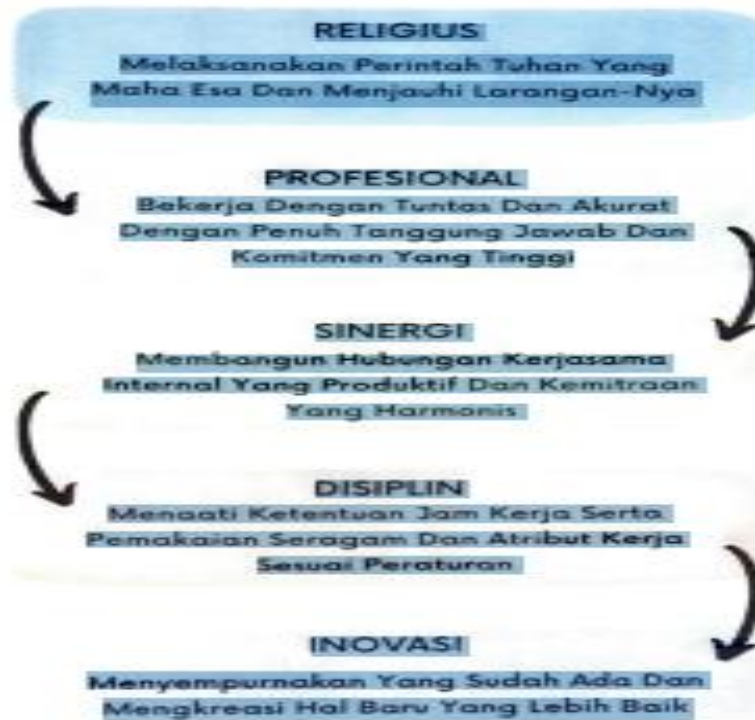 RELIGIUS
Melaksanakan Perintah Tuhan Yang
Maha Esa Dan Menjauhi Larangan-Nya
PROFESIONAL
Bekerja Dengan Tuntas Dan Akurat
Dengan Penuh Tanggung Jawab Dan
Komitmen Yang Tinggi
SINERGI
Membangun Hubungan Kerjasama
Internal Yang Produktif Dan Kemitraan
Yang Harmonis
DISIPLIN
Menaati Ketentuan Jam Kerja Serta
Pemakaian Seragam Dan Atribut Kerja
Sesuai Peraturan
INOVASI
Menyempurnakan Yang Sudah Ada Dan
Mengkreasi Hal Baru Yang Lebih Baik